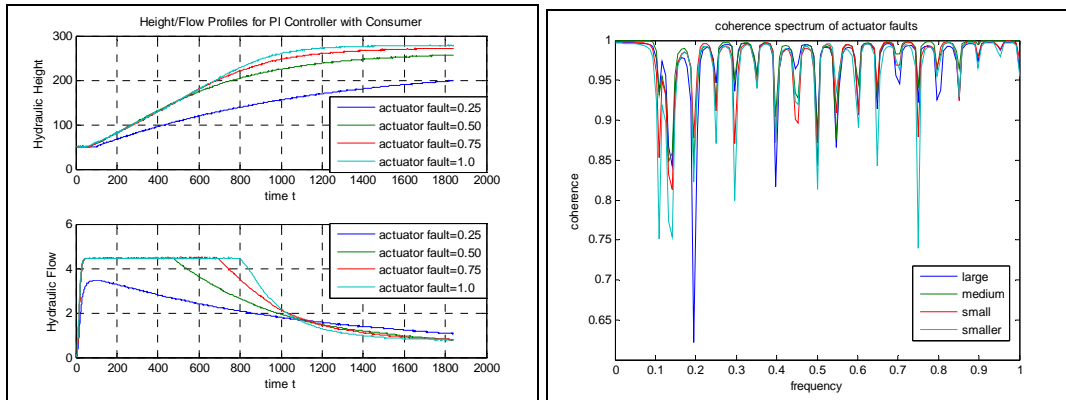 Height/Flow Profiles for PI Controller with Consumer
300
200
100
0
Hydraulic Height
actuator fault=0.25
actuator fault=0.50
actuator fault=0.75
actuator fault=1.0
0 200 400 600 800 1000 1200 1400 1600 1800 2000
time t
6
4
2
0
Hydraulic Flow
actuator fault=0.25
actuator fault=0.50
actuator fault=0.75
actuator fault=1.0
0 200 400 600 800 1000 1200 1400 1600 1800 2000
time t
coherence spectrum of actuator faults
1
0.95
0.9
0.85
0.8
0.75
0.7
0.65
coherence
large
medium
small
smaller
0 0.1 0.2 0.3 0.4 0.5 0.6 0.7 0.8 0.9 1
frequency